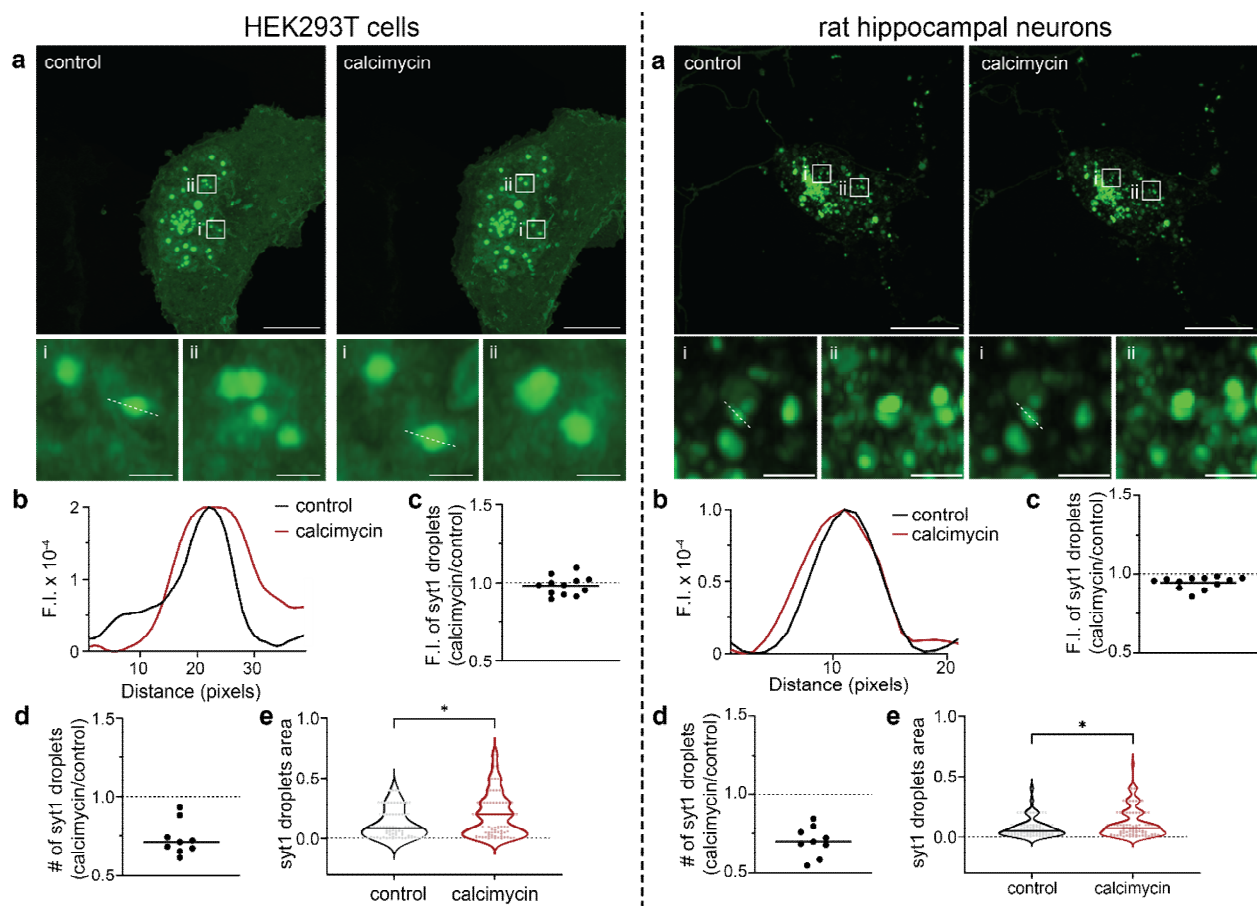 HEK293T cells
a
control
calcimycin
ii
i
ii
i
i
ii
i
ii
b
2
1
0
F.I. x 10⁻⁴
control
calcimycin
10
20
30
Distance (pixels)
c
1.5
1.0
0.5
F.I. of syt1 droplets
(calcimycin/control)
d
1.5
1.0
0.5
# of syt1 droplets
(calcimycin/control)
e
1.0
0.5
0.0
syt1 droplets area
*
control
calcimycin
rat hippocampal neurons
a
control
calcimycin
i
ii
i
ii
i
ii
i
ii
b
1.0
0.5
0
F.I. x 10⁻⁴
control
calcimycin
0
10
20
Distance (pixels)
c
1.5
1.0
0.5
F.I. of syt1 droplets
(calcimycin/control)
d
1.5
1.0
0.5
# of syt1 droplets
(calcimycin/control)
e
1.0
0.5
0.0
syt1 droplets area
*
control
calcimycin